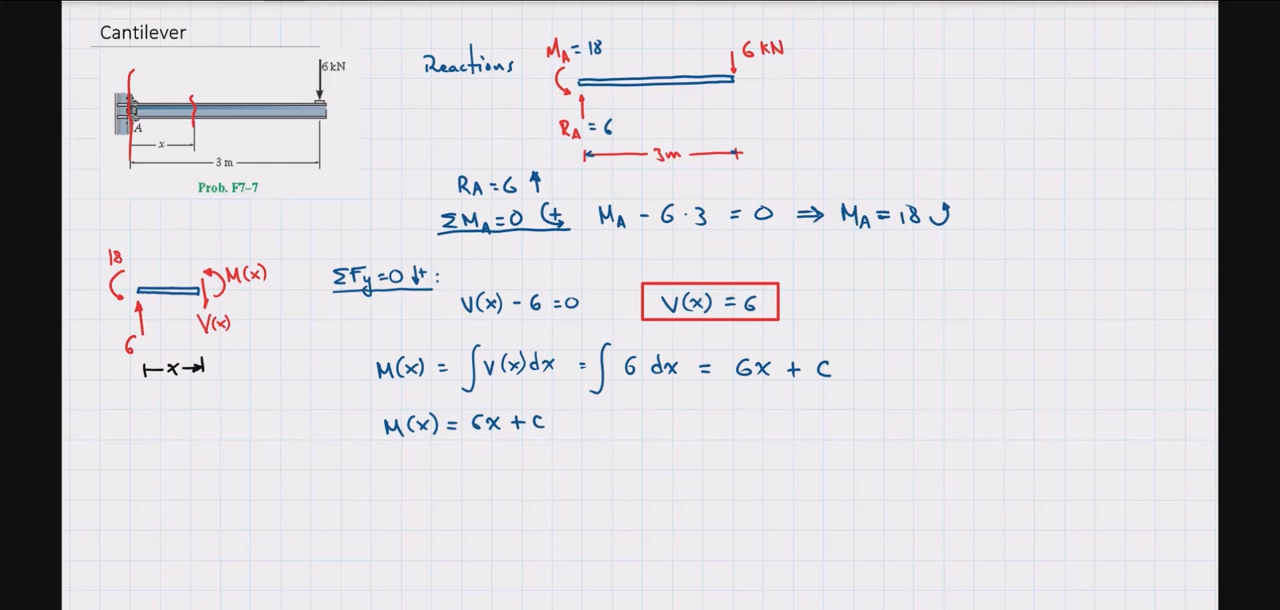 Cantilever
6 kN
A
x
3 m
Prob. F7–7
Reactions
M_A = 18
6 kN
R_A = 6
3m
R_A = 6 ↑
ΣM_A = 0 (+ M_A − 6 · 3 = 0 ⇒ M_A = 18
18
M(x)
V(x)
6
x
ΣFy = 0 ↓+ :
V(x) − 6 = 0
V(x) = 6
M(x) = ∫ V(x) dx = ∫ 6 dx = 6x + C
M(x) = 6x + C